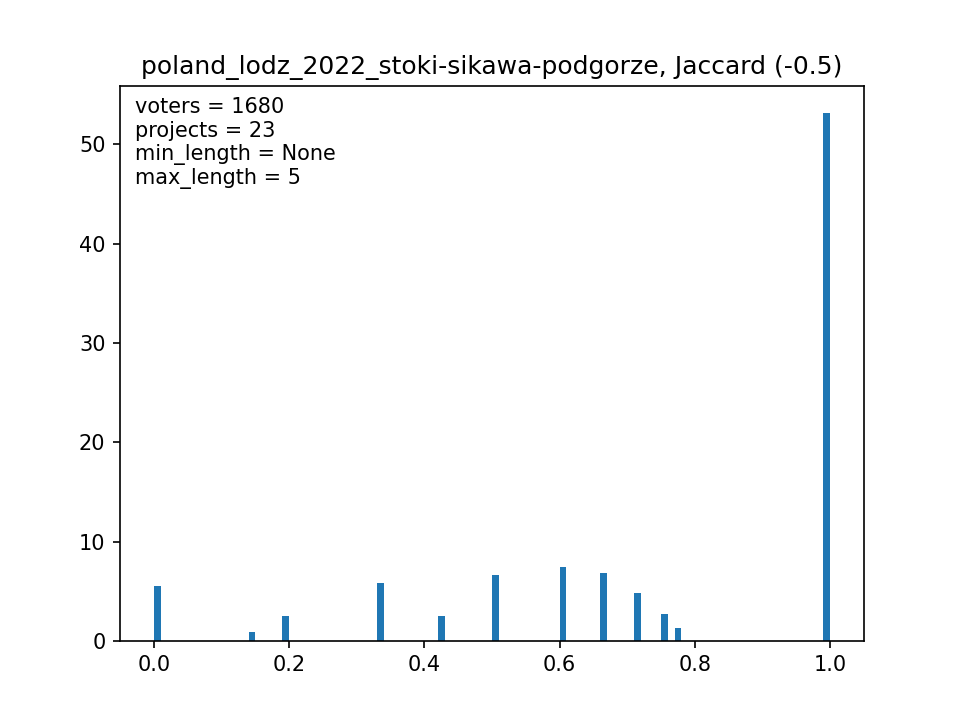 poland_lodz_2022_stoki-sikawa-podgorze, Jaccard (-0.5)
voters = 1680
projects = 23
min_length = None
max_length = 5
50
40
30
20
10
0
0.0 0.2 0.4 0.6 0.8 1.0